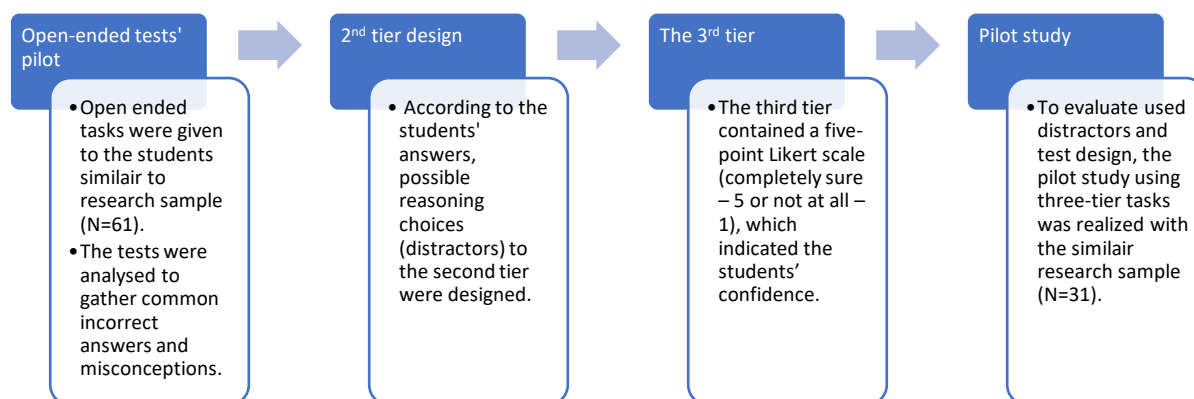 Open-ended tests'
pilot
•Open ended
tasks were given
to the students
similair to
research sample
(N=61).
•The tests were
analysed to
gather common
incorrect
answers and
misconceptions.
2nd tier design
• According to the
students'
answers,
possible
reasoning
choices
(distractors) to
the second tier
were designed.
The 3rd tier
•The third tier
contained a five-
point Likert scale
(completely sure
– 5 or not at all –
1), which
indicated the
students’
confidence.
Pilot study
•To evaluate used
distractors and
test design, the
pilot study using
three-tier tasks
was realized with
the similair
research sample
(N=31).